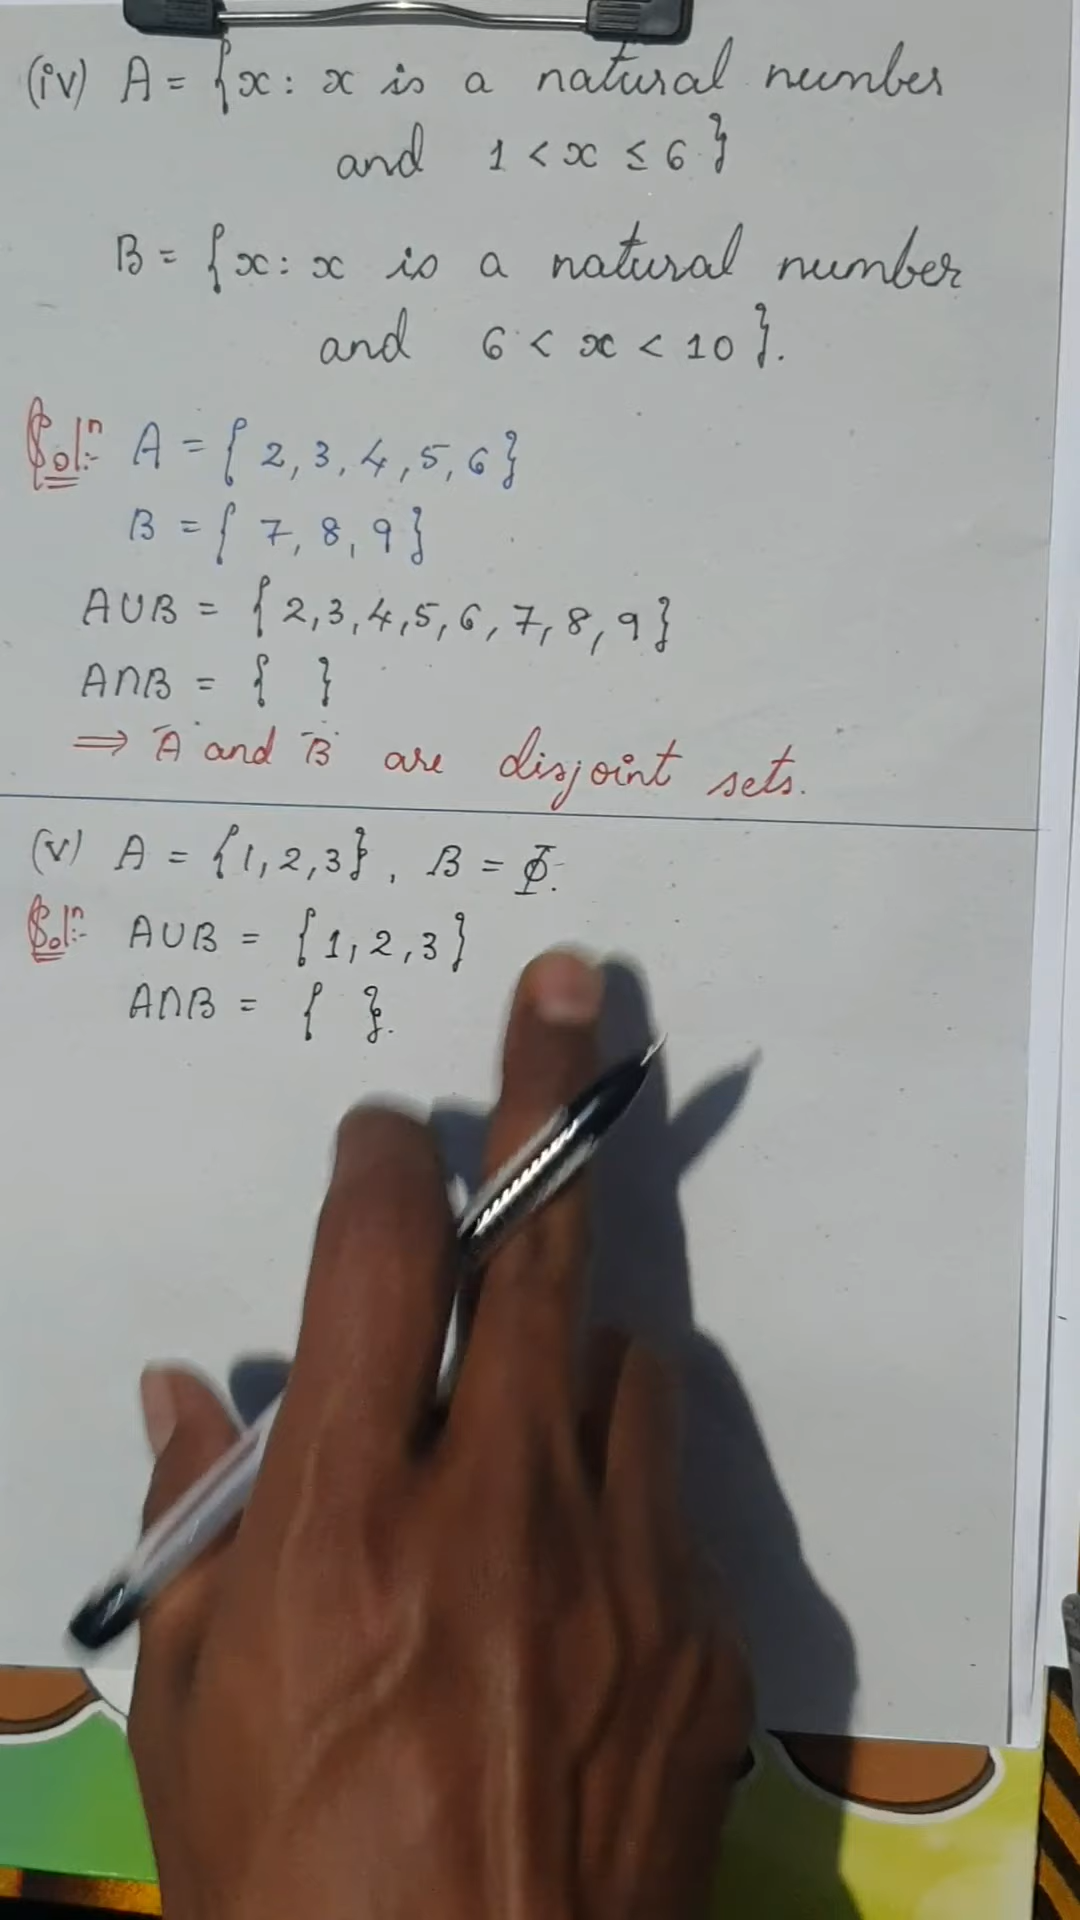 (iv) A = {x : x is a natural number
and 1 < x ≤ 6}
B = {x : x is a natural number
and 6 < x < 10}.
Solⁿ:- A = {2, 3, 4, 5, 6}
B = {7, 8, 9}
A∪B = {2, 3, 4, 5, 6, 7, 8, 9}
A∩B = { }
⇒ 'A' and 'B' are disjoint sets.
(v) A = {1, 2, 3}, B = Φ.
Solⁿ:- A∪B = {1, 2, 3}
A∩B = { }.